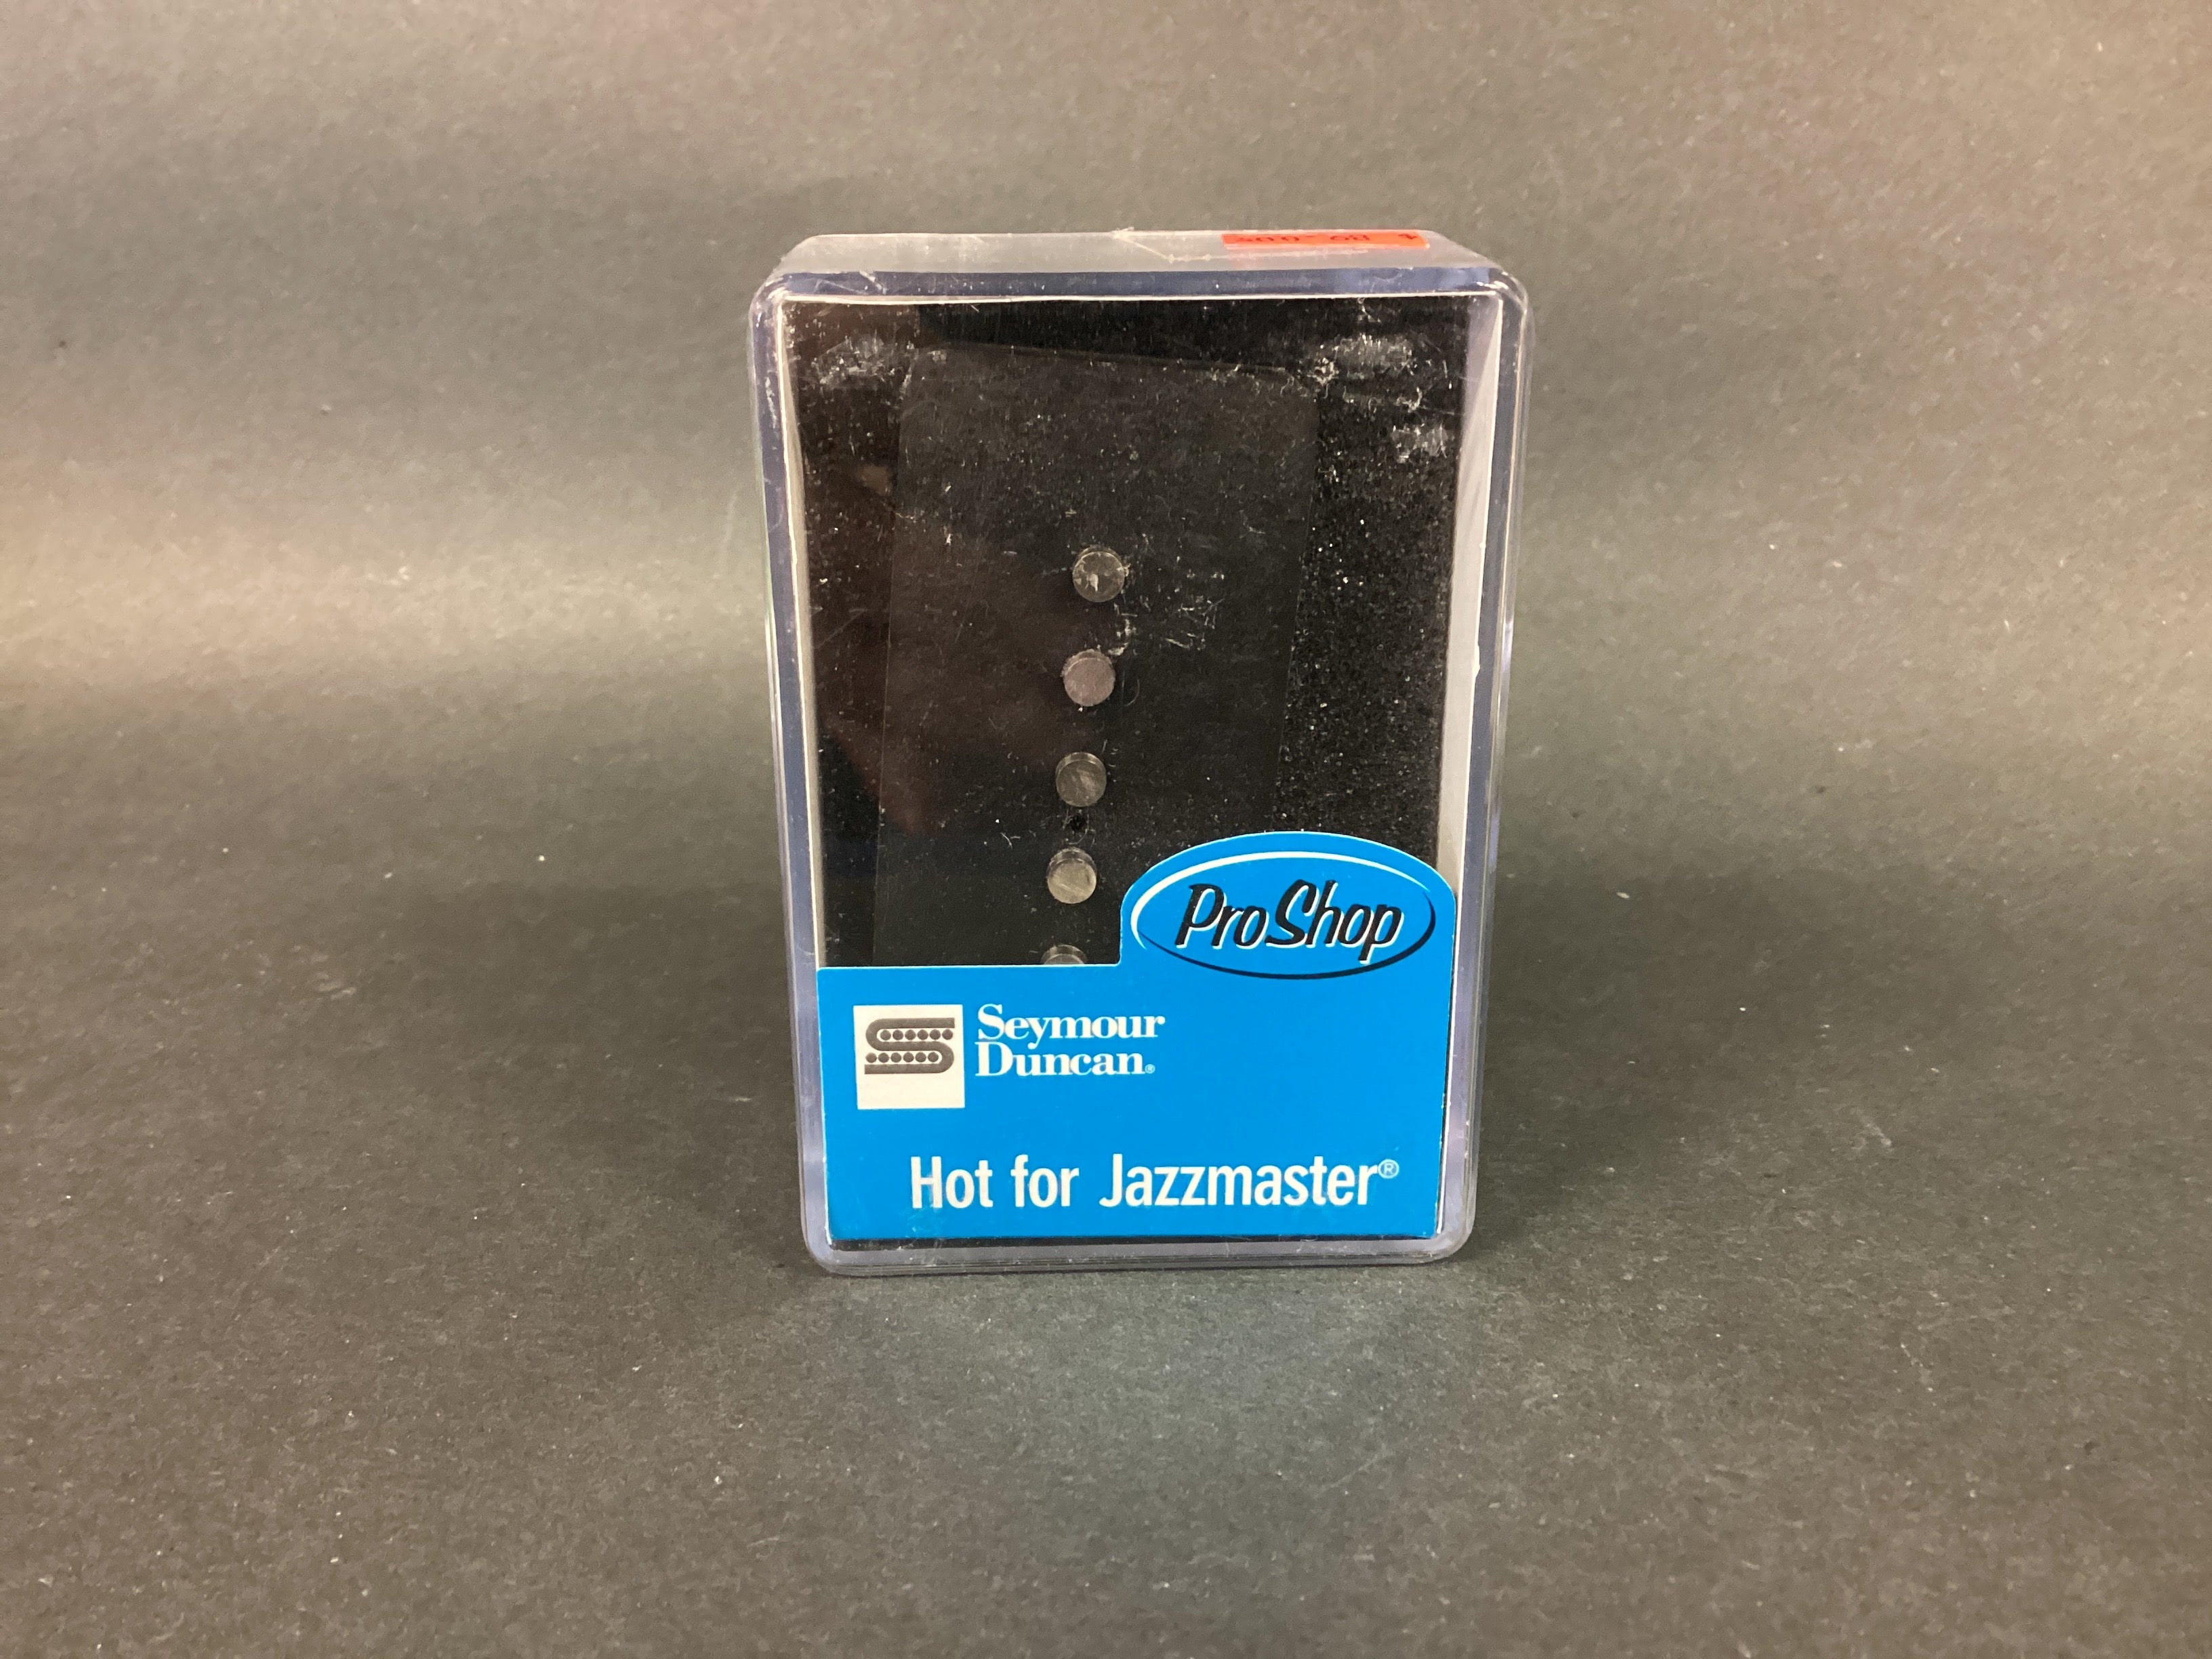 ProShop
Seymour
Duncan®
Hot for Jazzmaster®